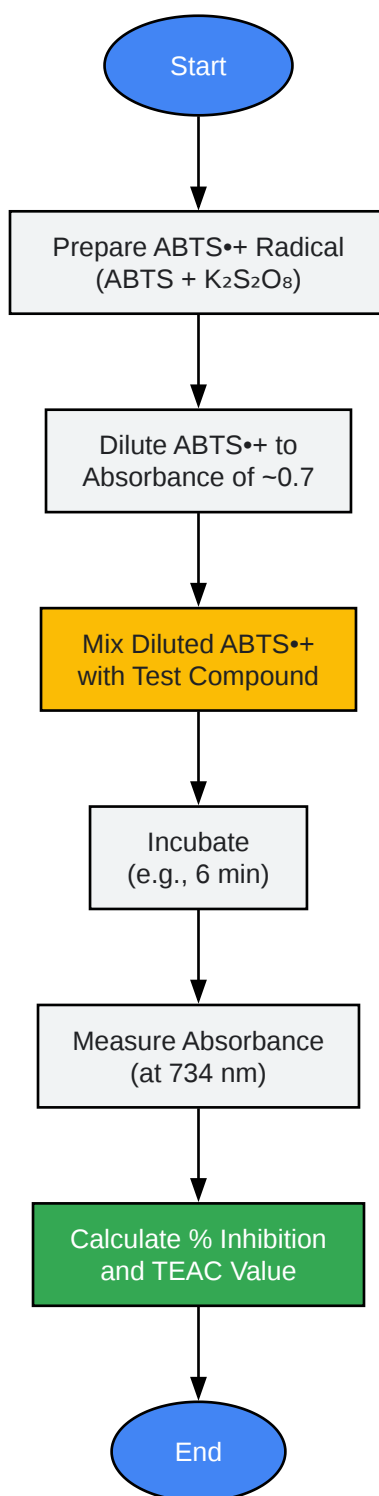 Start
Prepare ABTS•+ Radical
(ABTS + K₂S₂O₈)
Dilute ABTS•+ to
Absorbance of ~0.7
Mix Diluted ABTS•+
with Test Compound
Incubate
(e.g., 6 min)
Measure Absorbance
(at 734 nm)
Calculate % Inhibition
and TEAC Value
End